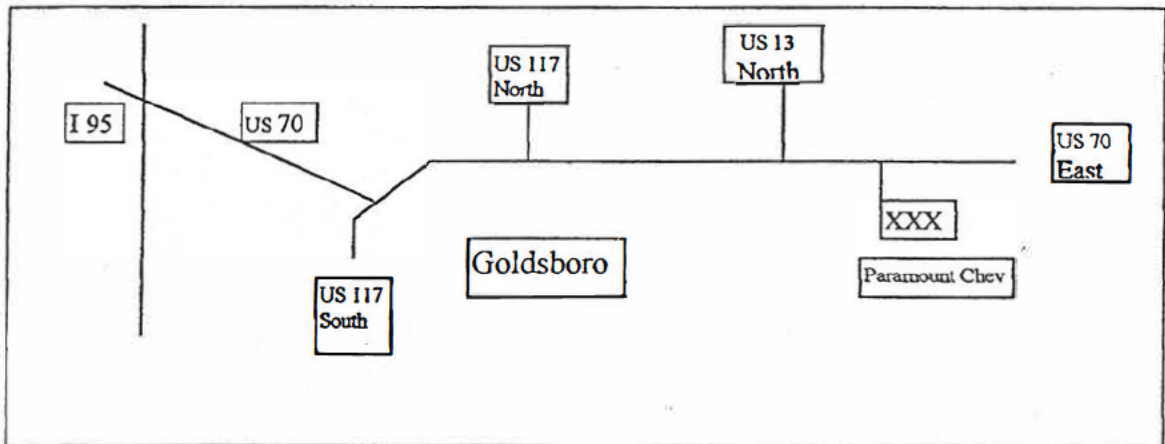 US 117
North
US 13
North
I 95
US 70
US 70
East
XXX
Goldsboro
Paramount Chev
US 117
South